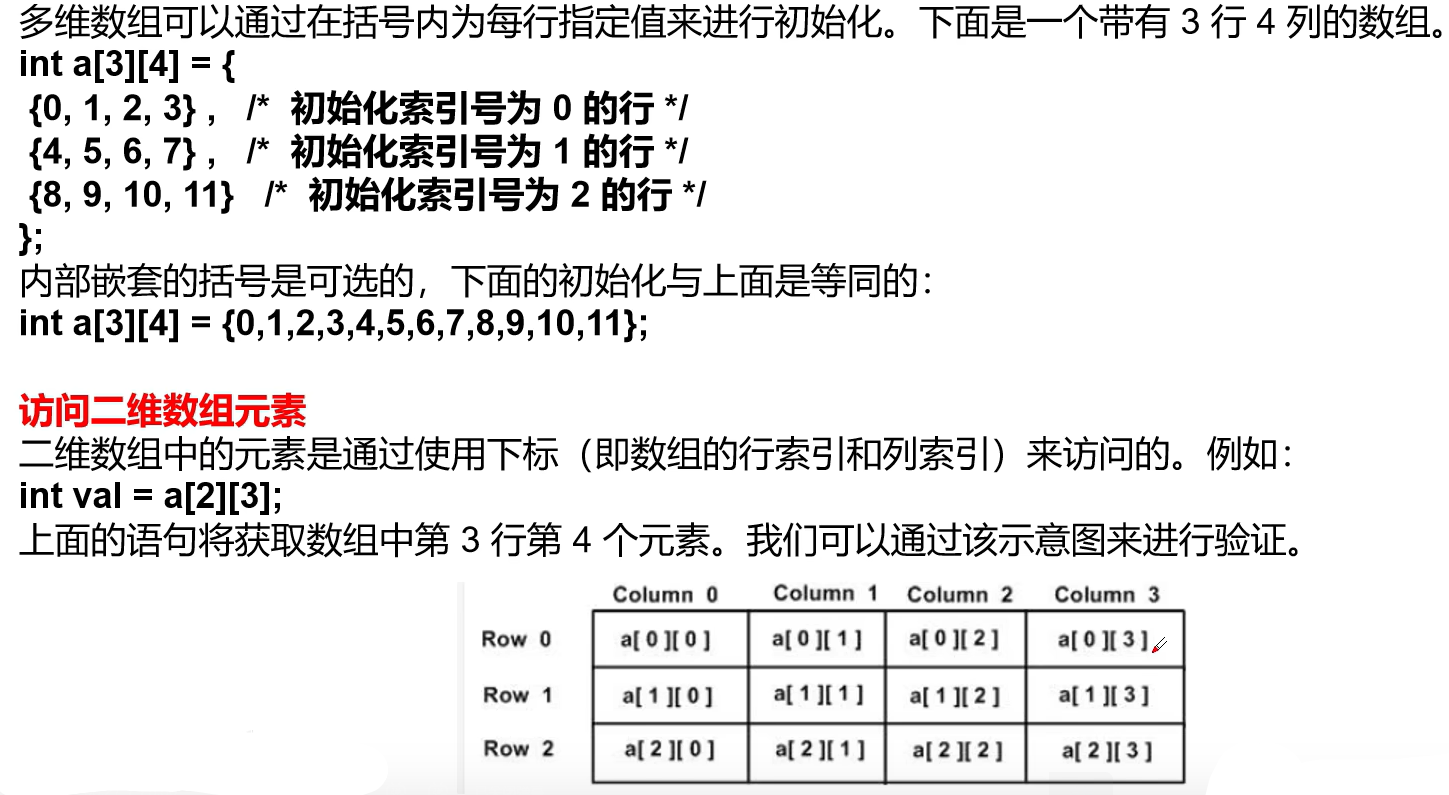 多维数组可以通过在括号内为每行指定值来进行初始化。下面是一个带有 3 行 4 列的数组。
int a[3][4] = {
{0, 1, 2, 3} , /* 初始化索引号为 0 的行 */
{4, 5, 6, 7} , /* 初始化索引号为 1 的行 */
{8, 9, 10, 11} /* 初始化索引号为 2 的行 */
};
内部嵌套的括号是可选的，下面的初始化与上面是等同的：
int a[3][4] = {0,1,2,3,4,5,6,7,8,9,10,11};
访问二维数组元素
二维数组中的元素是通过使用下标（即数组的行索引和列索引）来访问的。例如：
int val = a[2][3];
上面的语句将获取数组中第 3 行第 4 个元素。我们可以通过该示意图来进行验证。
Column 0 Column 1 Column 2 Column 3
Row 0 a[ 0 ][ 0 ] a[ 0 ][ 1 ] a[ 0 ][ 2 ] a[ 0 ][ 3 ]
Row 1 a[ 1 ][ 0 ] a[ 1 ][ 1 ] a[ 1 ][ 2 ] a[ 1 ][ 3 ]
Row 2 a[ 2 ][ 0 ] a[ 2 ][ 1 ] a[ 2 ][ 2 ] a[ 2 ][ 3 ]